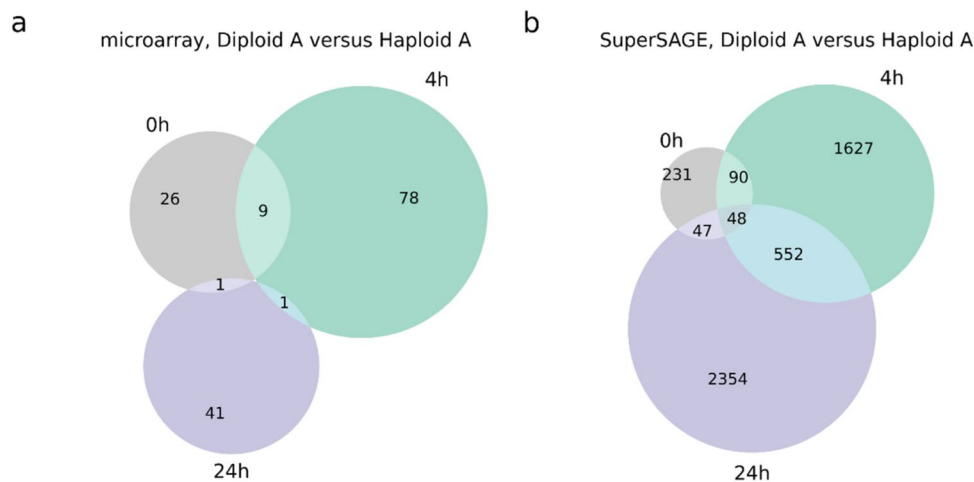 a
microarray, Diploid A versus Haploid A
4h
0h
26
9
78
1
1
41
24h
b
SuperSAGE, Diploid A versus Haploid A
4h
0h
1627
231
90
48
47
552
2354
24h